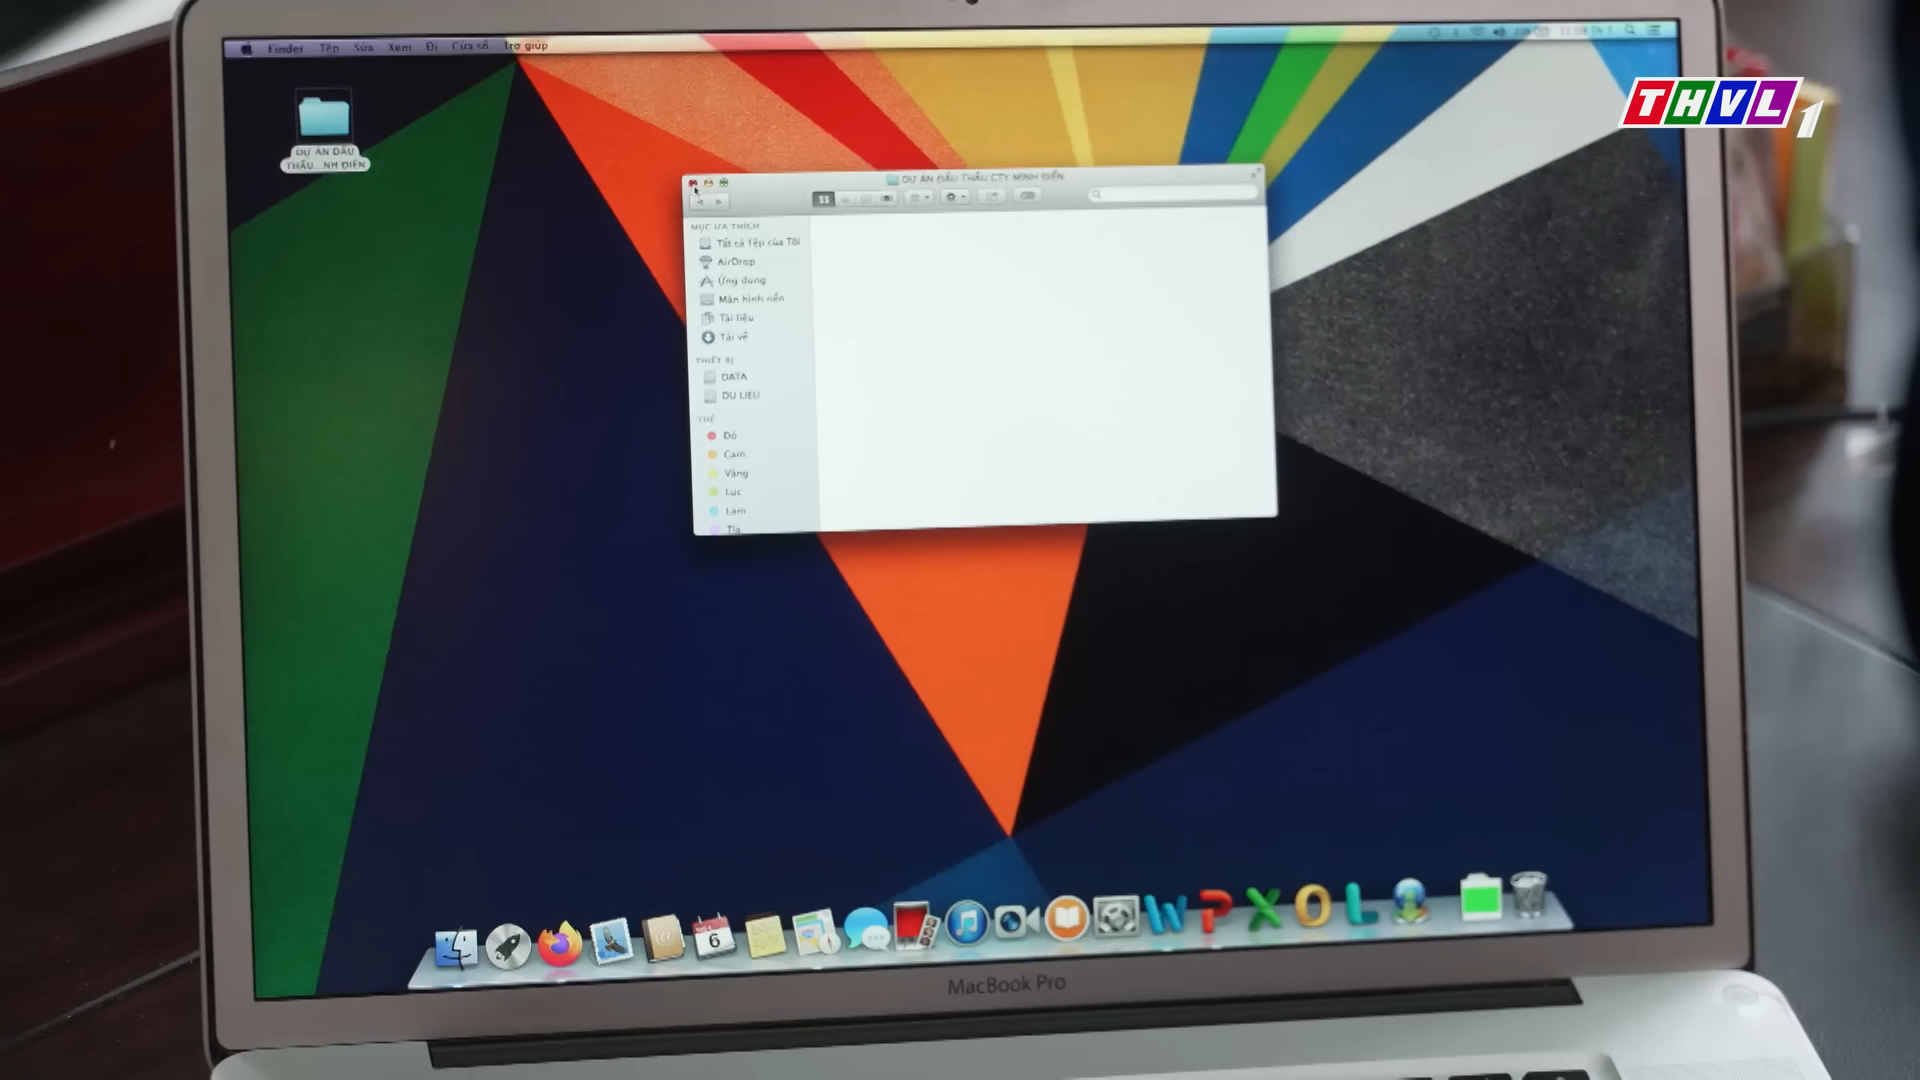 Finder Tệp Sửa Xem Đi Cửa sổ Trợ giúp
THVL1
DỰ ÁN ĐẤU
THẦU...NH ĐIỀN
DỰ ÁN ĐẤU THẦU CTY MINH ĐIỀN
MỤC ƯA THÍCH
Tất cả Tệp của Tôi
AirDrop
Ứng dụng
Màn hình nền
Tài liệu
Tải về
THIẾT BỊ
DATA
DU LIEU
THẺ
Đỏ
Cam
Vàng
Lục
Lam
Tía
6
W P X O L
MacBook Pro